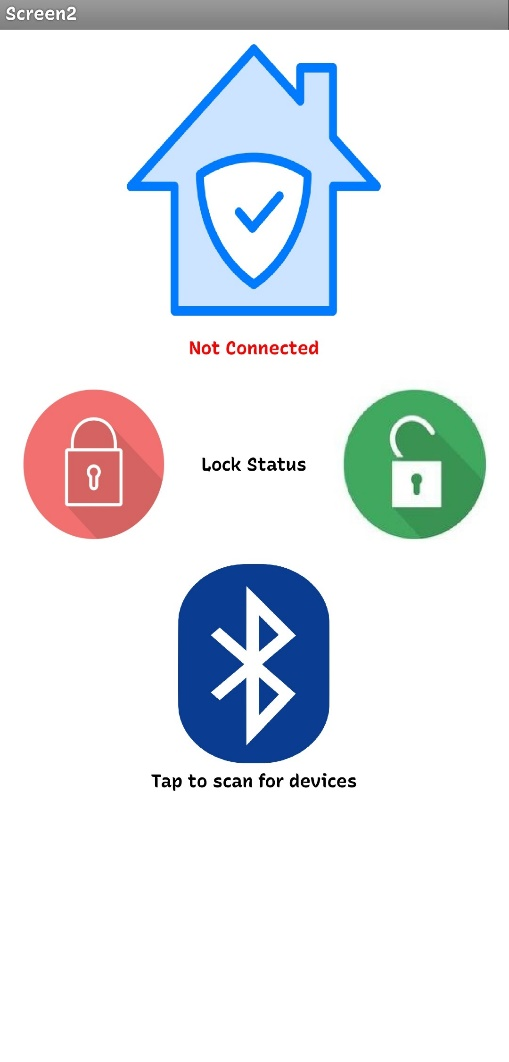 Screen2
Not Connected
Lock Status
Tap to scan for devices